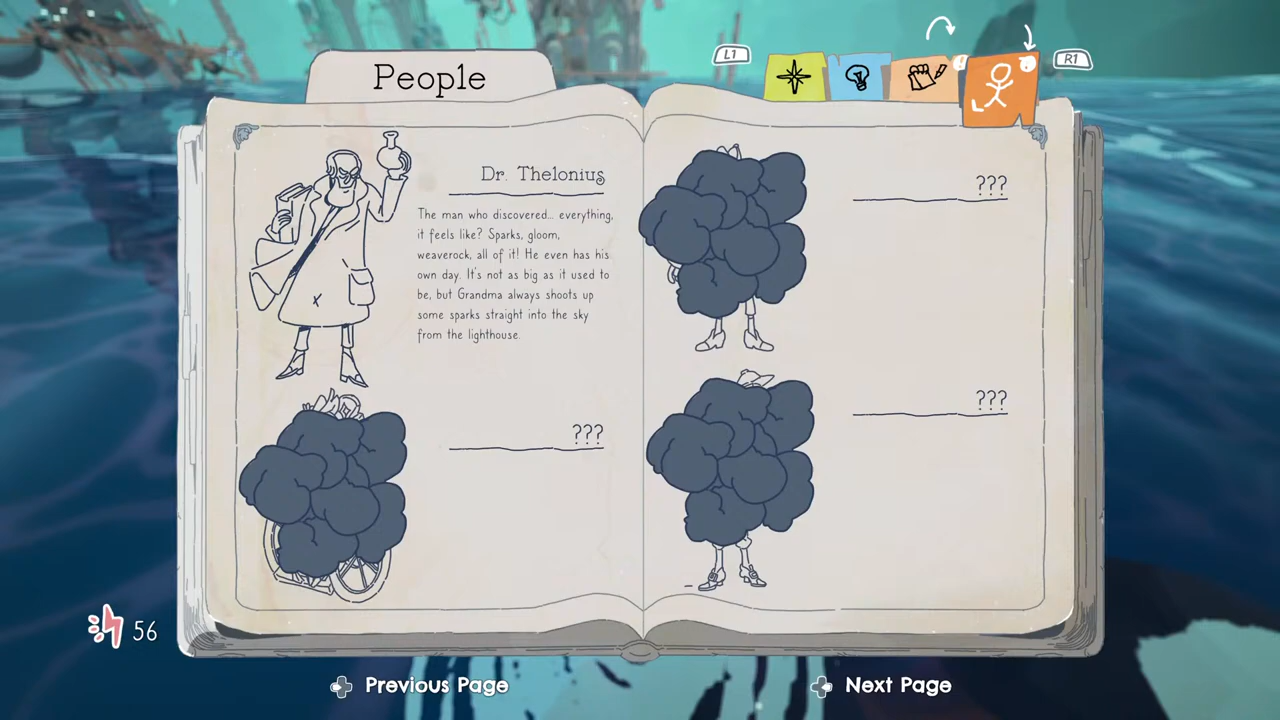 L1
R1
People
Dr. Thelonius
The man who discovered... everything,
it feels like? Sparks, gloom,
weaverock, all of it! He even has his
own day. It's not as big as it used to
be, but Grandma always shoots up
some sparks straight into the sky
from the lighthouse.
???
???
???
56
Previous Page
Next Page